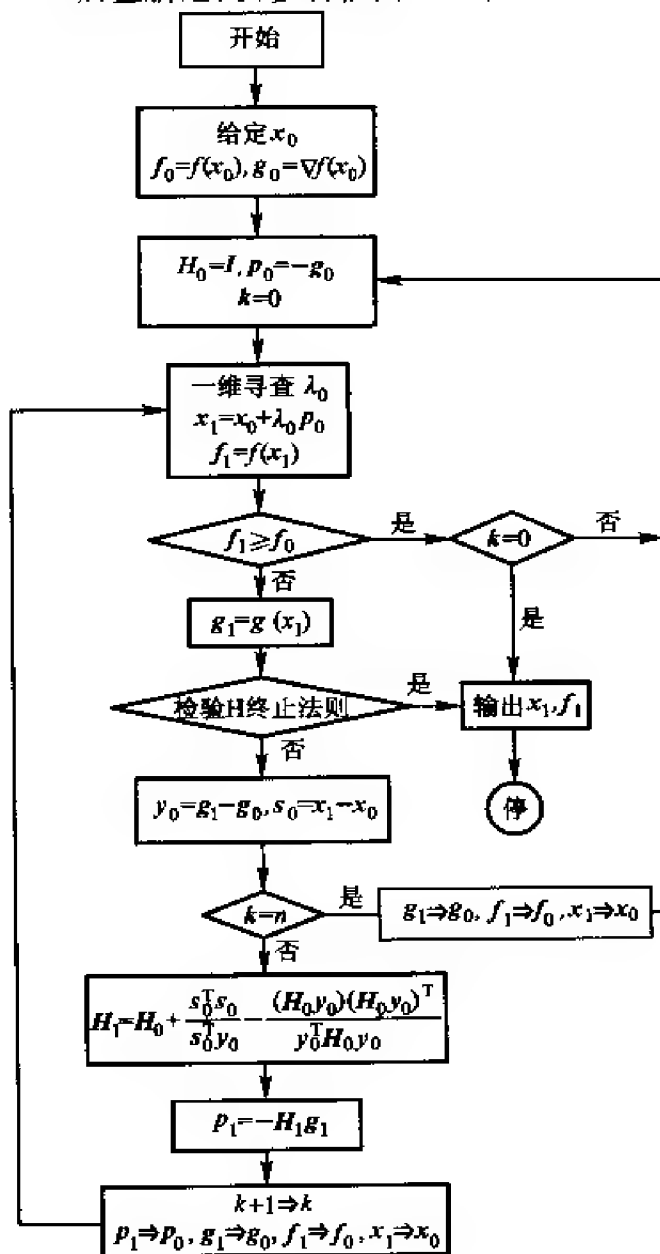 开始
给定 x₀
f₀=f(x₀), g₀=∇f(x₀)
H₀=I, p₀=-g₀
k=0
一维寻查 λ₀
x₁=x₀+λ₀p₀
f₁=f(x₁)
f₁≥f₀
是
k=0
否
否
是
g₁=g (x₁)
检验H终止法则
是
输出 x₁, f₁
否
停
y₀=g₁-g₀, s₀=x₁-x₀
k=n
是
g₁⇒g₀, f₁⇒f₀, x₁⇒x₀
否
H₁=H₀+ s₀ᵀs₀ / s₀ᵀy₀ - (H₀y₀)·(H₀y₀)ᵀ / y₀ᵀH₀y₀
p₁=-H₁g₁
k+1⇒k
p₁⇒p₀, g₁⇒g₀, f₁⇒f₀, x₁⇒x₀